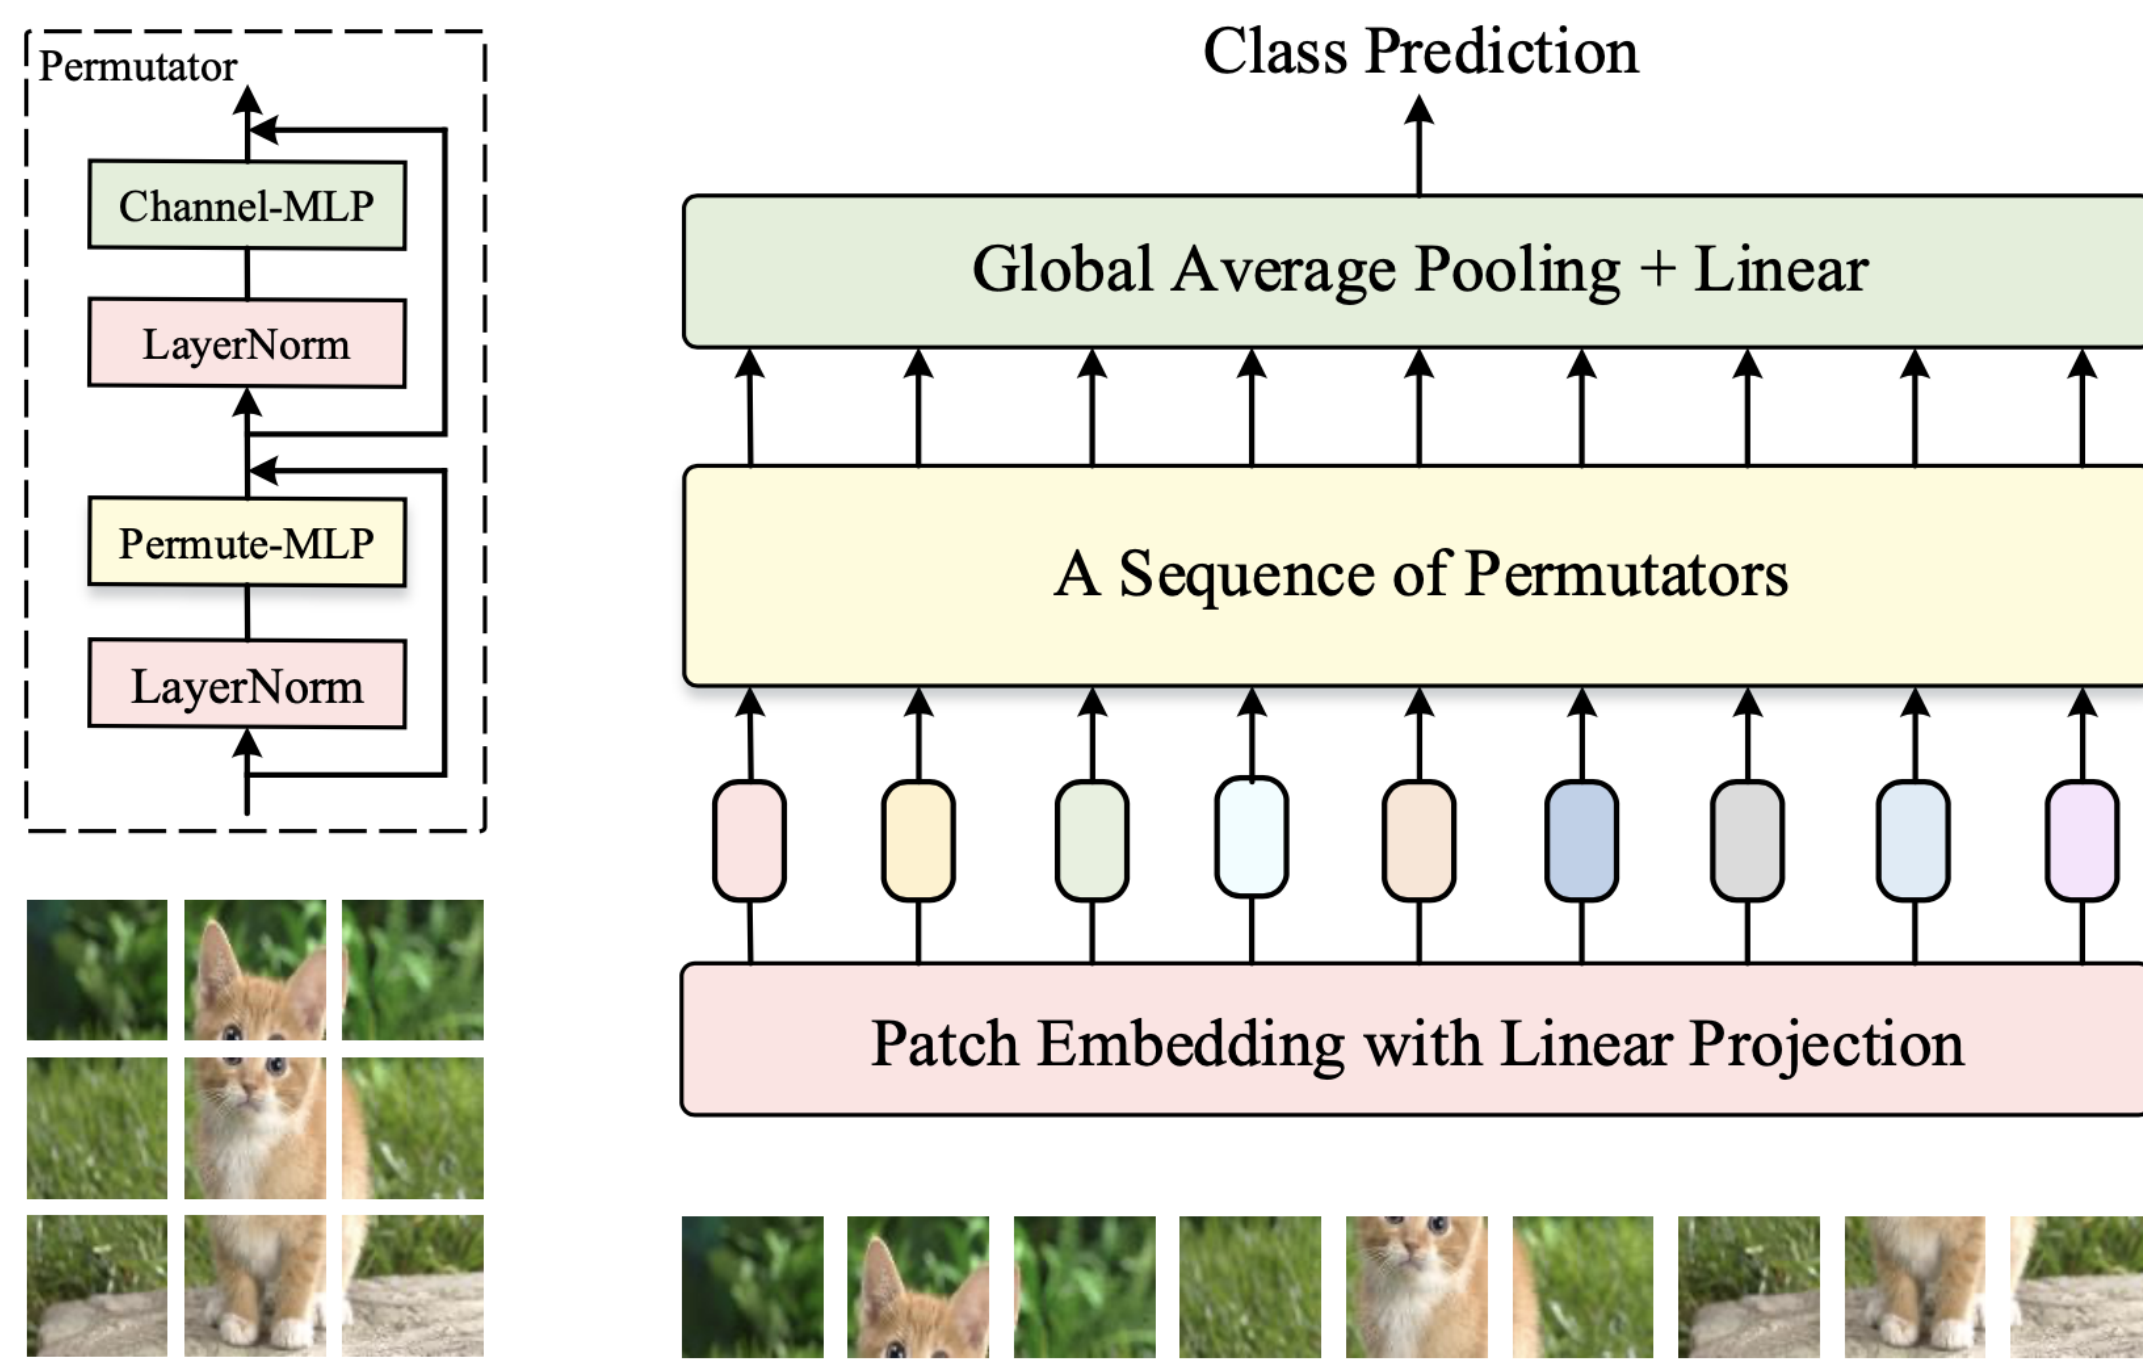 Permutator
Channel-MLP
LayerNorm
Permute-MLP
LayerNorm
Class Prediction
Global Average Pooling + Linear
A Sequence of Permutators
Patch Embedding with Linear Projection